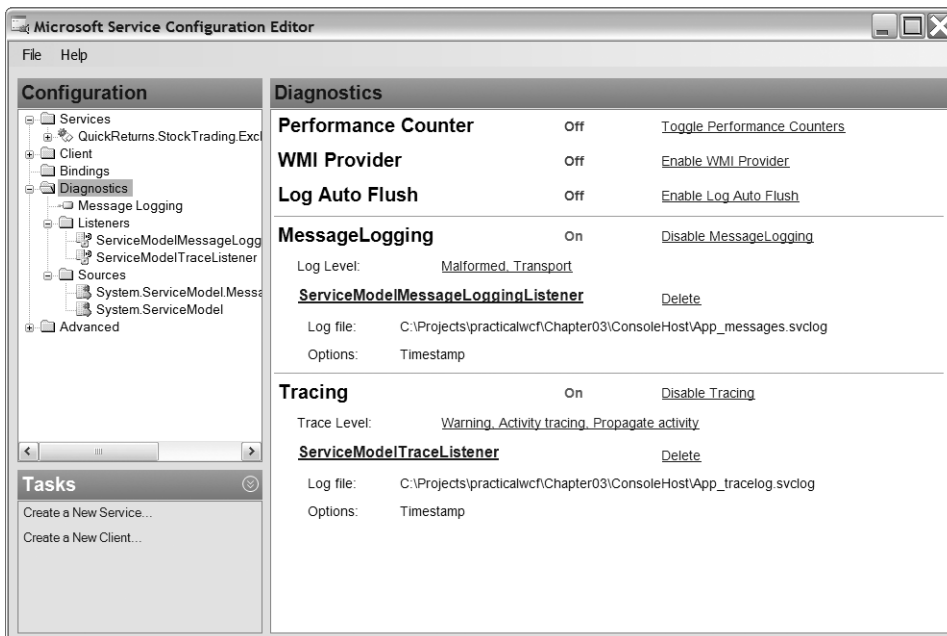 Microsoft Service Configuration Editor
File Help
Configuration
Services
QuickReturns.StockTrading.Excl
Client
Bindings
Diagnostics
Message Logging
Listeners
ServiceModelMessageLogg
ServiceModelTraceListener
Sources
System.ServiceModel.Messa
System.ServiceModel
Advanced
Tasks
Create a New Service...
Create a New Client...
Diagnostics
Performance Counter Off Toggle Performance Counters
WMI Provider Off Enable WMI Provider
Log Auto Flush Off Enable Log Auto Flush
MessageLogging On Disable MessageLogging
Log Level: Malformed, Transport
ServiceModelMessageLoggingListener Delete
Log file: C:\Projects\practicalwcf\Chapter03\ConsoleHost\App_messages.svclog
Options: Timestamp
Tracing On Disable Tracing
Trace Level: Warning, Activity tracing, Propagate activity
ServiceModelTraceListener Delete
Log file: C:\Projects\practicalwcf\Chapter03\ConsoleHost\App_tracelog.svclog
Options: Timestamp